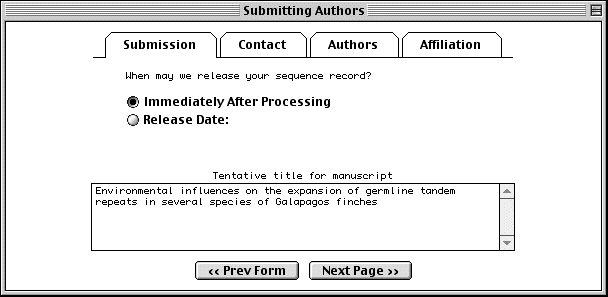 Submitting Authors
Submission Contact Authors Affiliation
When may we release your sequence record?
Immediately After Processing
Release Date:
Tentative title for manuscript
Environmental influences on the expansion of germline tandem
repeats in several species of Galapagos finches
<< Prev Form Next Page >>